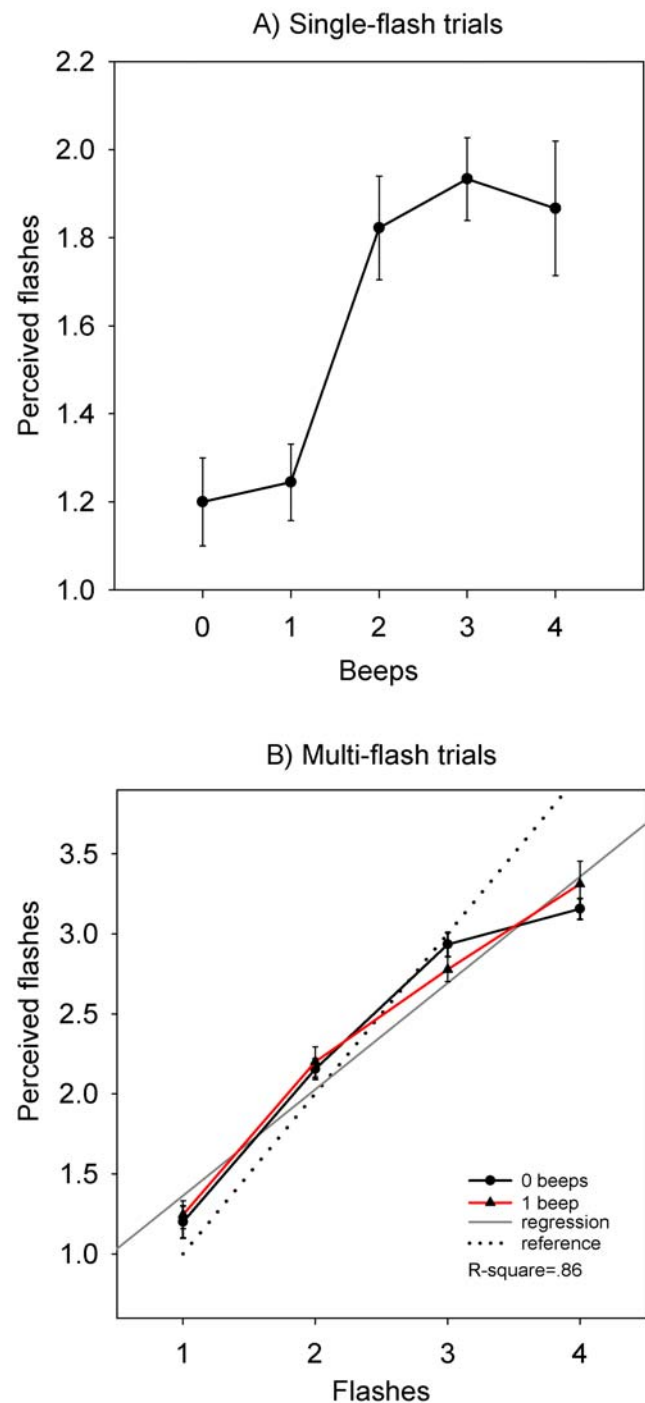 A) Single-flash trials
2.2
2.0
1.8
1.6
1.4
1.2
1.0
Perceived flashes
0 1 2 3 4
Beeps
B) Multi-flash trials
3.5
3.0
2.5
2.0
1.5
1.0
Perceived flashes
0 beeps
1 beep
regression
reference
R-square=.86
1 2 3 4
Flashes